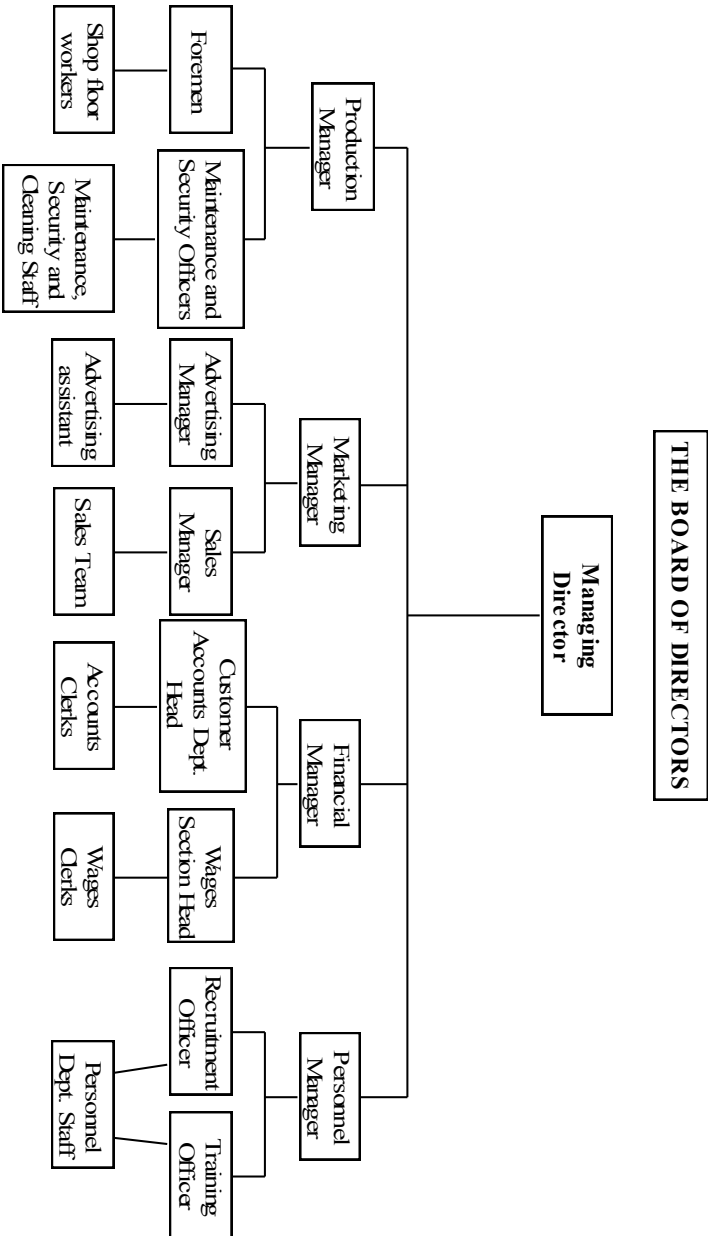 THE BOARD OF DIRECTORS
Managing
Director
Production
Manager
Marketing
Manager
Financial
Manager
Personnel
Manager
Foremen
Maintenance and
Security Officers
Advertising
Manager
Sales
Manager
Customer
Accounts Dept.
Head
Wages
Section Head
Recruitment
Officer
Training
Officer
Shop floor
workers
Maintenance,
Security and
Cleaning Staff
Advertising
assistant
Sales Team
Accounts
Clerks
Wages
Clerks
Personnel
Dept. Staff